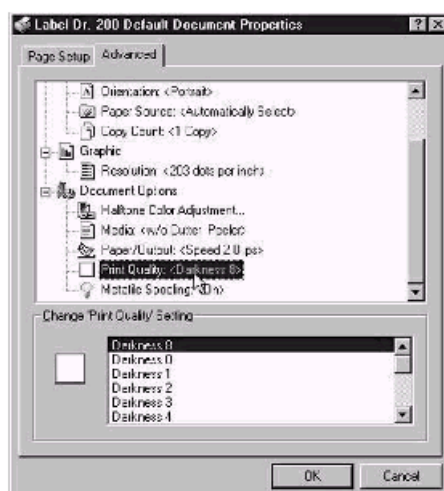 Label Dr. 200 Default Document Properties
Page Setup Advanced
Orientation: <Portrait>
Paper Source: <Automatically Select>
Copy Count: <1 Copy>
Graphic
Resolution: <203 dots per inch>
Document Options
Halftone Color Adjustment...
Media: <w/o Cutter, Peeler>
Paper/Output: <Speed 2.0 ips>
Print Quality: <Darkness 8>
Metafile Spooling: <On>
Change 'Print Quality' Setting
Darkness 8
Darkness 0
Darkness 1
Darkness 2
Darkness 3
Darkness 4
OK Cancel